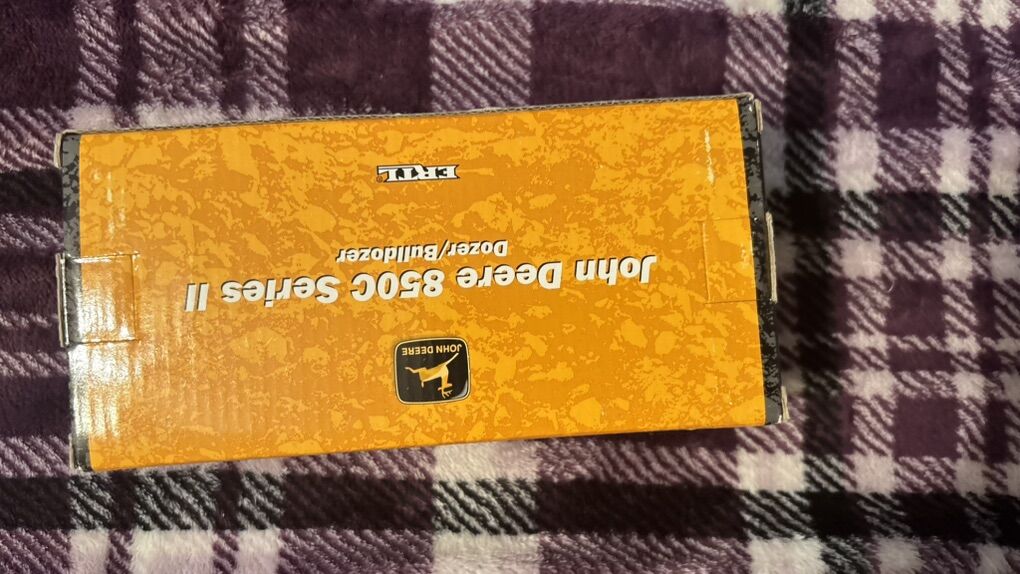 JOHN DEERE
John Deere 850C Series II
Dozer/Bulldozer
ERTL